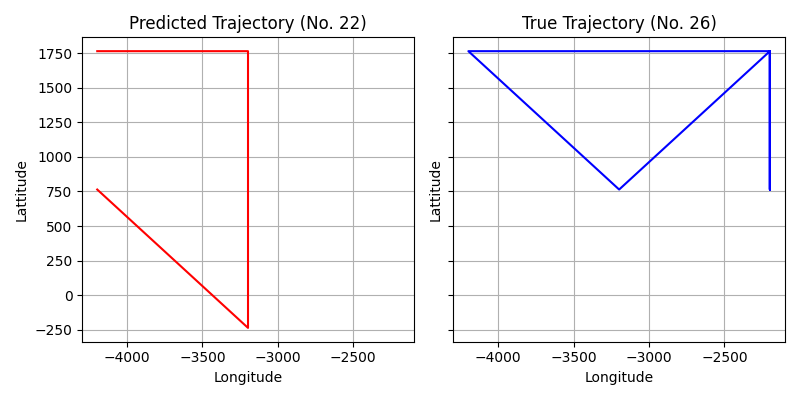 Predicted Trajectory (No. 22)
True Trajectory (No. 26)
Lattitude
1750
1500
1250
1000
750
500
250
0
−250
−4000 −3500 −3000 −2500
Longitude
Lattitude
−4000 −3500 −3000 −2500
Longitude